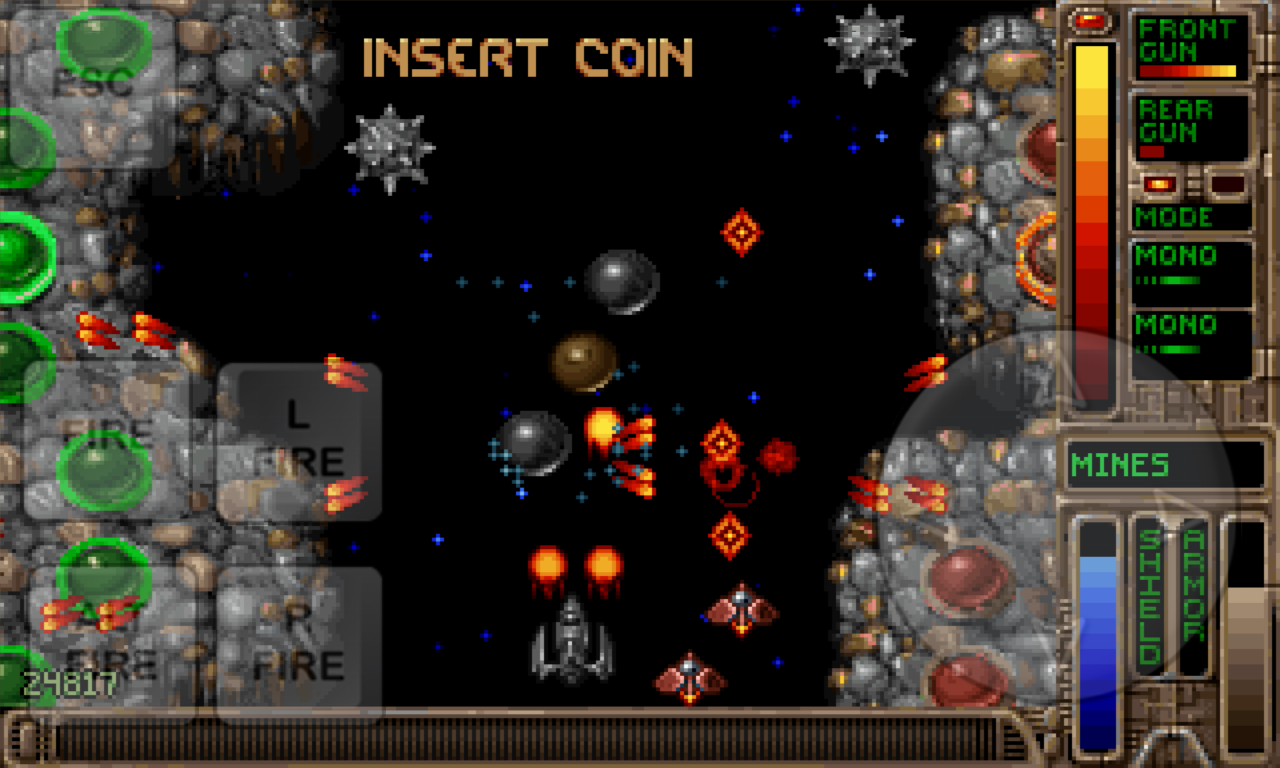 ESC
INSERT COIN
FRONT
GUN
REAR
GUN
MODE
MONO
MONO
FIRE
L
FIRE
MINES
SHIELD
ARMOR
FIRE
R
FIRE
24817